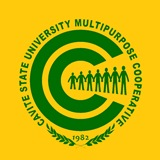 CAVITE STATE UNIVERSITY MULTIPURPOSE COOPERATIVE
1982